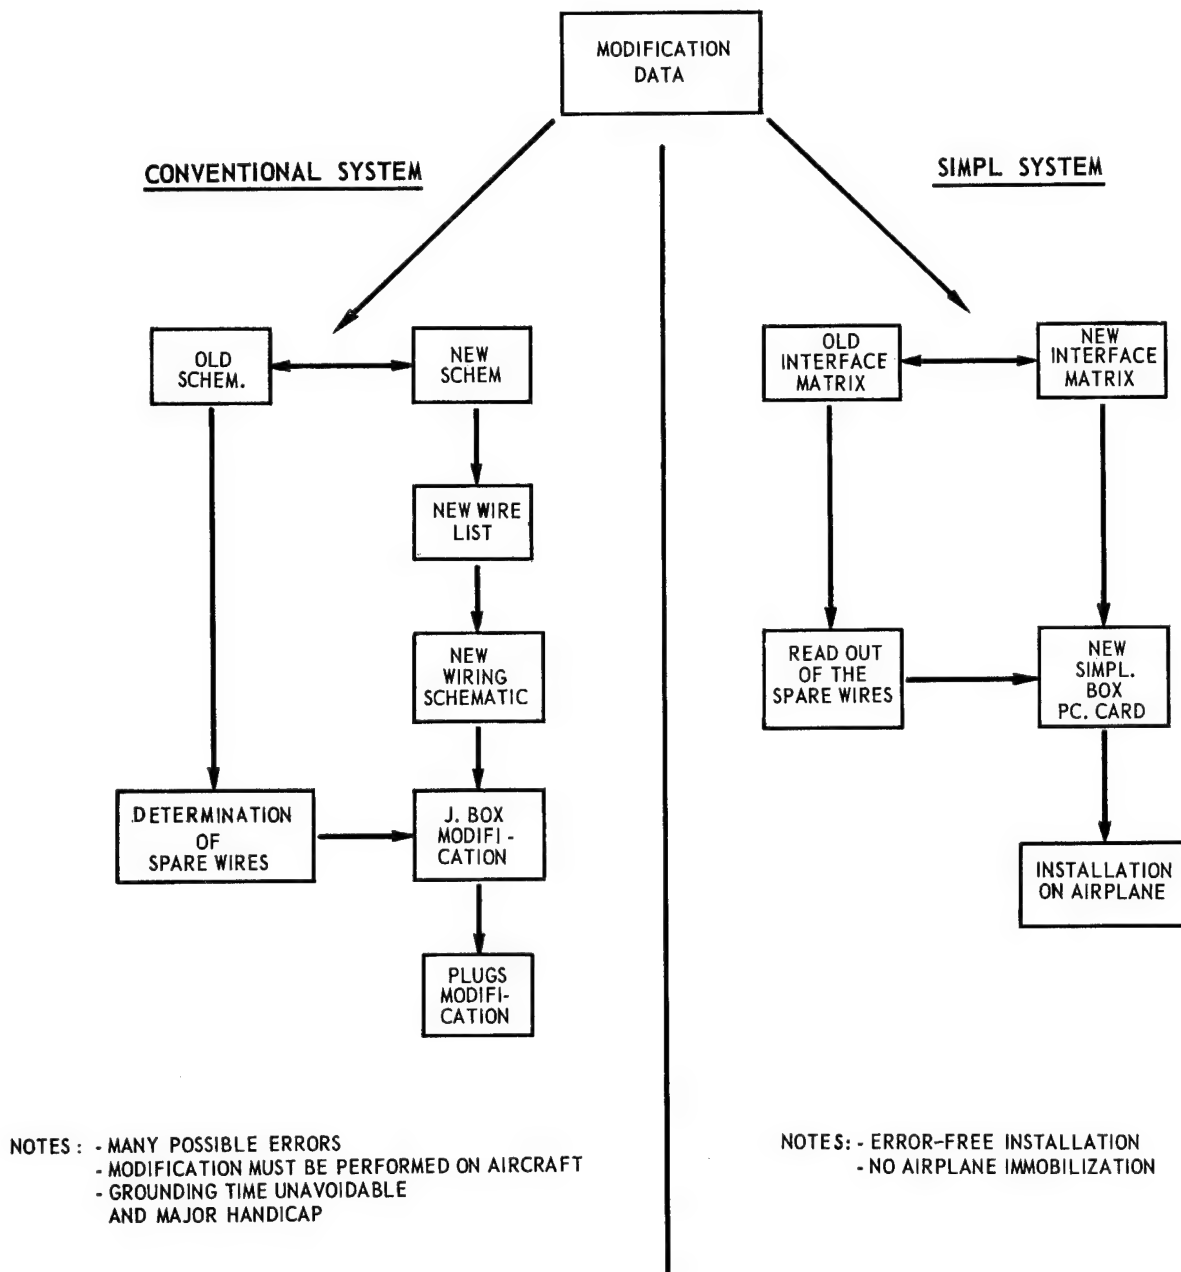 MODIFICATION
DATA
CONVENTIONAL SYSTEM
OLD
SCHEM.
NEW
SCHEM
NEW WIRE
LIST
NEW
WIRING
SCHEMATIC
DETERMINATION
OF
SPARE WIRES
J. BOX
MODIFI-
CATION
PLUGS
MODIFI-
CATION
NOTES: - MANY POSSIBLE ERRORS
- MODIFICATION MUST BE PERFORMED ON AIRCRAFT
- GROUNDING TIME UNAVOIDABLE
AND MAJOR HANDICAP
SIMPL SYSTEM
OLD
INTERFACE
MATRIX
NEW
INTERFACE
MATRIX
READ OUT
OF THE
SPARE WIRES
NEW
SIMPL.
BOX
PC. CARD
INSTALLATION
ON AIRPLANE
NOTES: - ERROR-FREE INSTALLATION
- NO AIRPLANE IMMOBILIZATION